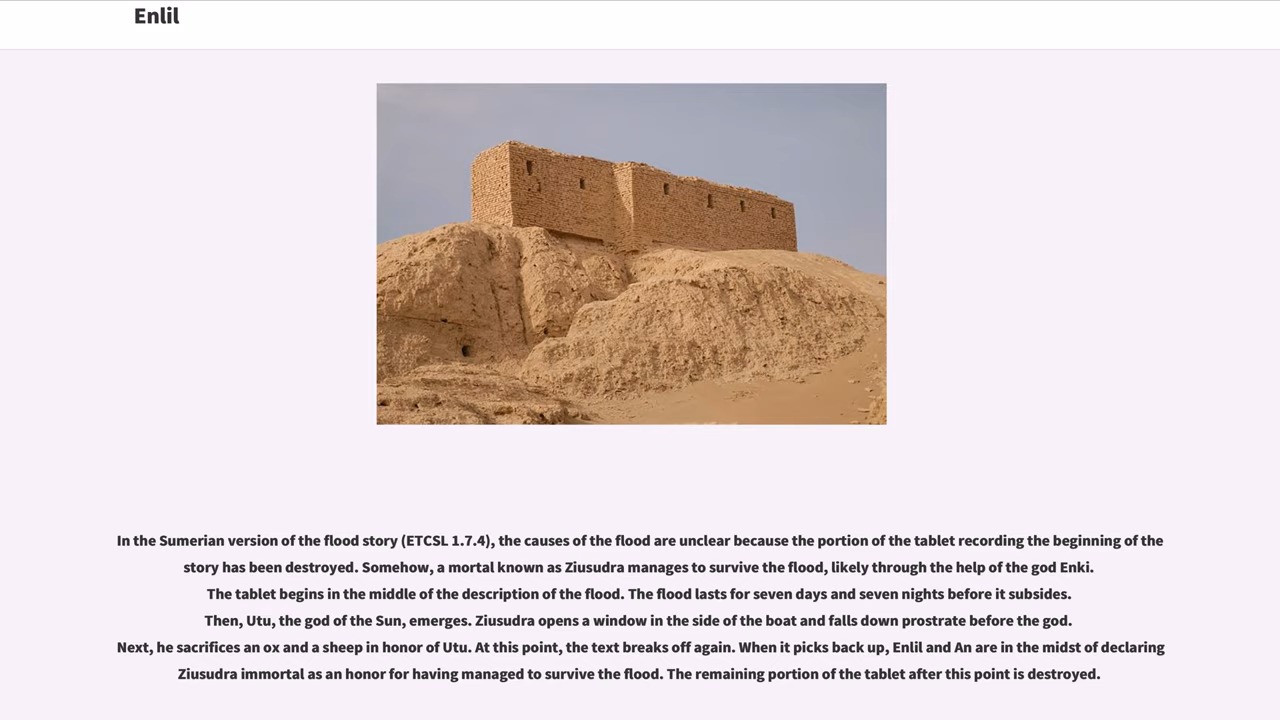 Enlil
In the Sumerian version of the flood story (ETCSL 1.7.4), the causes of the flood are unclear because the portion of the tablet recording the beginning of the
story has been destroyed. Somehow, a mortal known as Ziusudra manages to survive the flood, likely through the help of the god Enki.
The tablet begins in the middle of the description of the flood. The flood lasts for seven days and seven nights before it subsides.
Then, Utu, the god of the Sun, emerges. Ziusudra opens a window in the side of the boat and falls down prostrate before the god.
Next, he sacrifices an ox and a sheep in honor of Utu. At this point, the text breaks off again. When it picks back up, Enlil and An are in the midst of declaring
Ziusudra immortal as an honor for having managed to survive the flood. The remaining portion of the tablet after this point is destroyed.